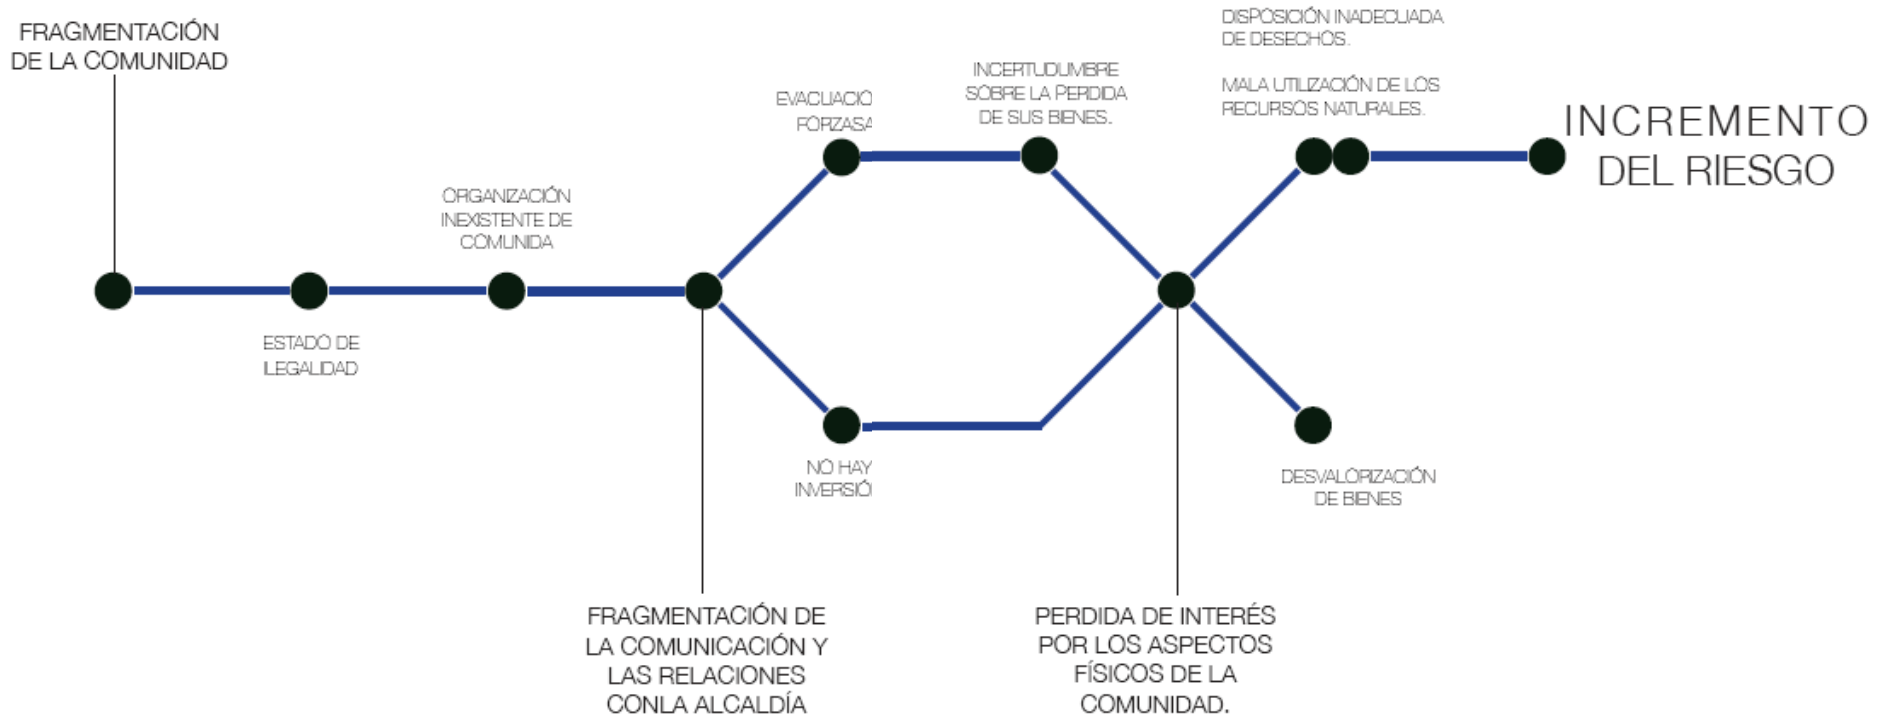 FRAGMENTACIÓN
DE LA COMUNIDAD
ESTADO DE
ILEGALIDAD
ORGANIZACIÓN
INEXISTENTE DE
COMUNIDA
FRAGMENTACIÓN DE
LA COMUNICACIÓN Y
LAS RELACIONES
CONLA ALCALDÍA
EVACUACIÓ
FORZASA
INCERTUDUMBRE
SOBRE LA PERDIDA
DE SUS BIENES.
NO HAY
INVERSIÓ
PERDIDA DE INTERÉS
POR LOS ASPECTOS
FÍSICOS DE LA
COMUNIDAD.
DISPOSICIÓN INADECUADA
DE DESECHOS.
MALA UTILIZACIÓN DE LOS
RECURSOS NATURALES.
DESVALORIZACIÓN
DE BIENES
INCREMENTO
DEL RIESGO